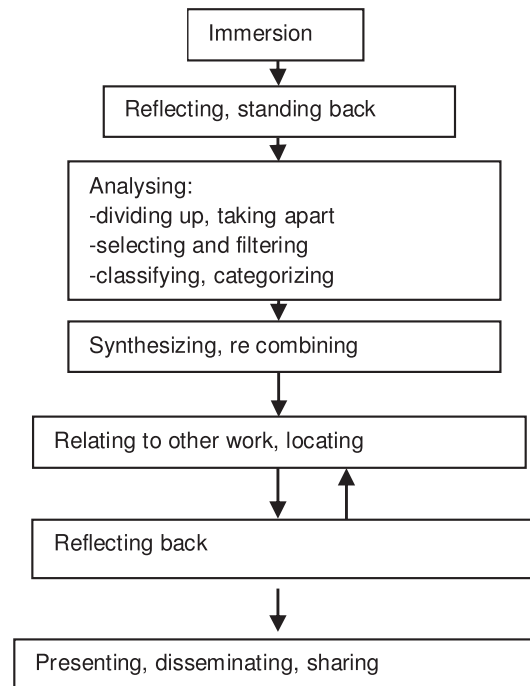 Immersion
Reflecting, standing back
Analysing:
-dividing up, taking apart
-selecting and filtering
-classifying, categorizing
Synthesizing, re combining
Relating to other work, locating
Reflecting back
Presenting, disseminating, sharing